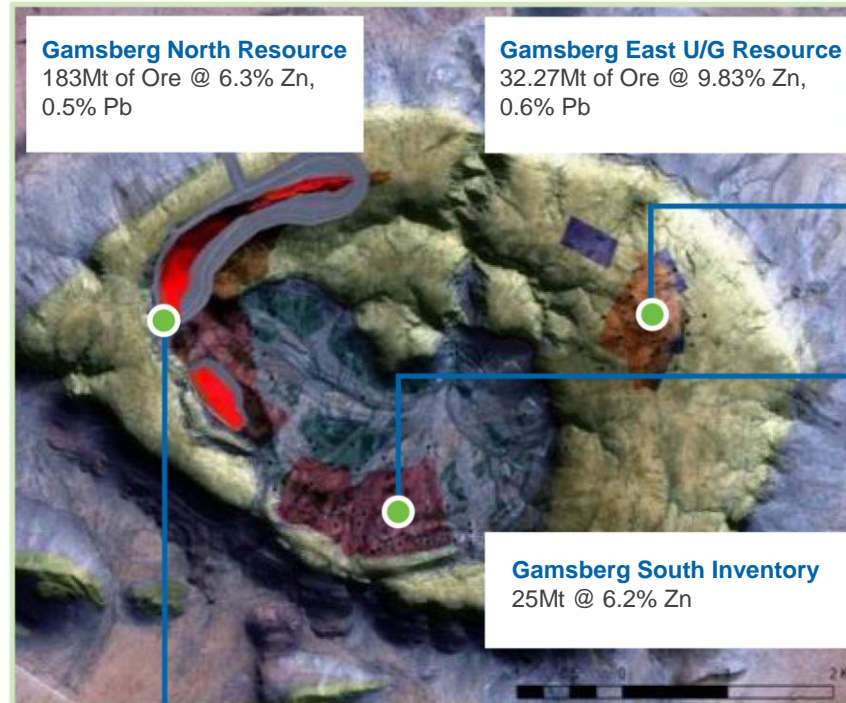 Gamsberg North Resource
183Mt of Ore @ 6.3% Zn,
0.5% Pb
Gamsberg East U/G Resource
32.27Mt of Ore @ 9.83% Zn,
0.6% Pb
Gamsberg South Inventory
25Mt @ 6.2% Zn
0